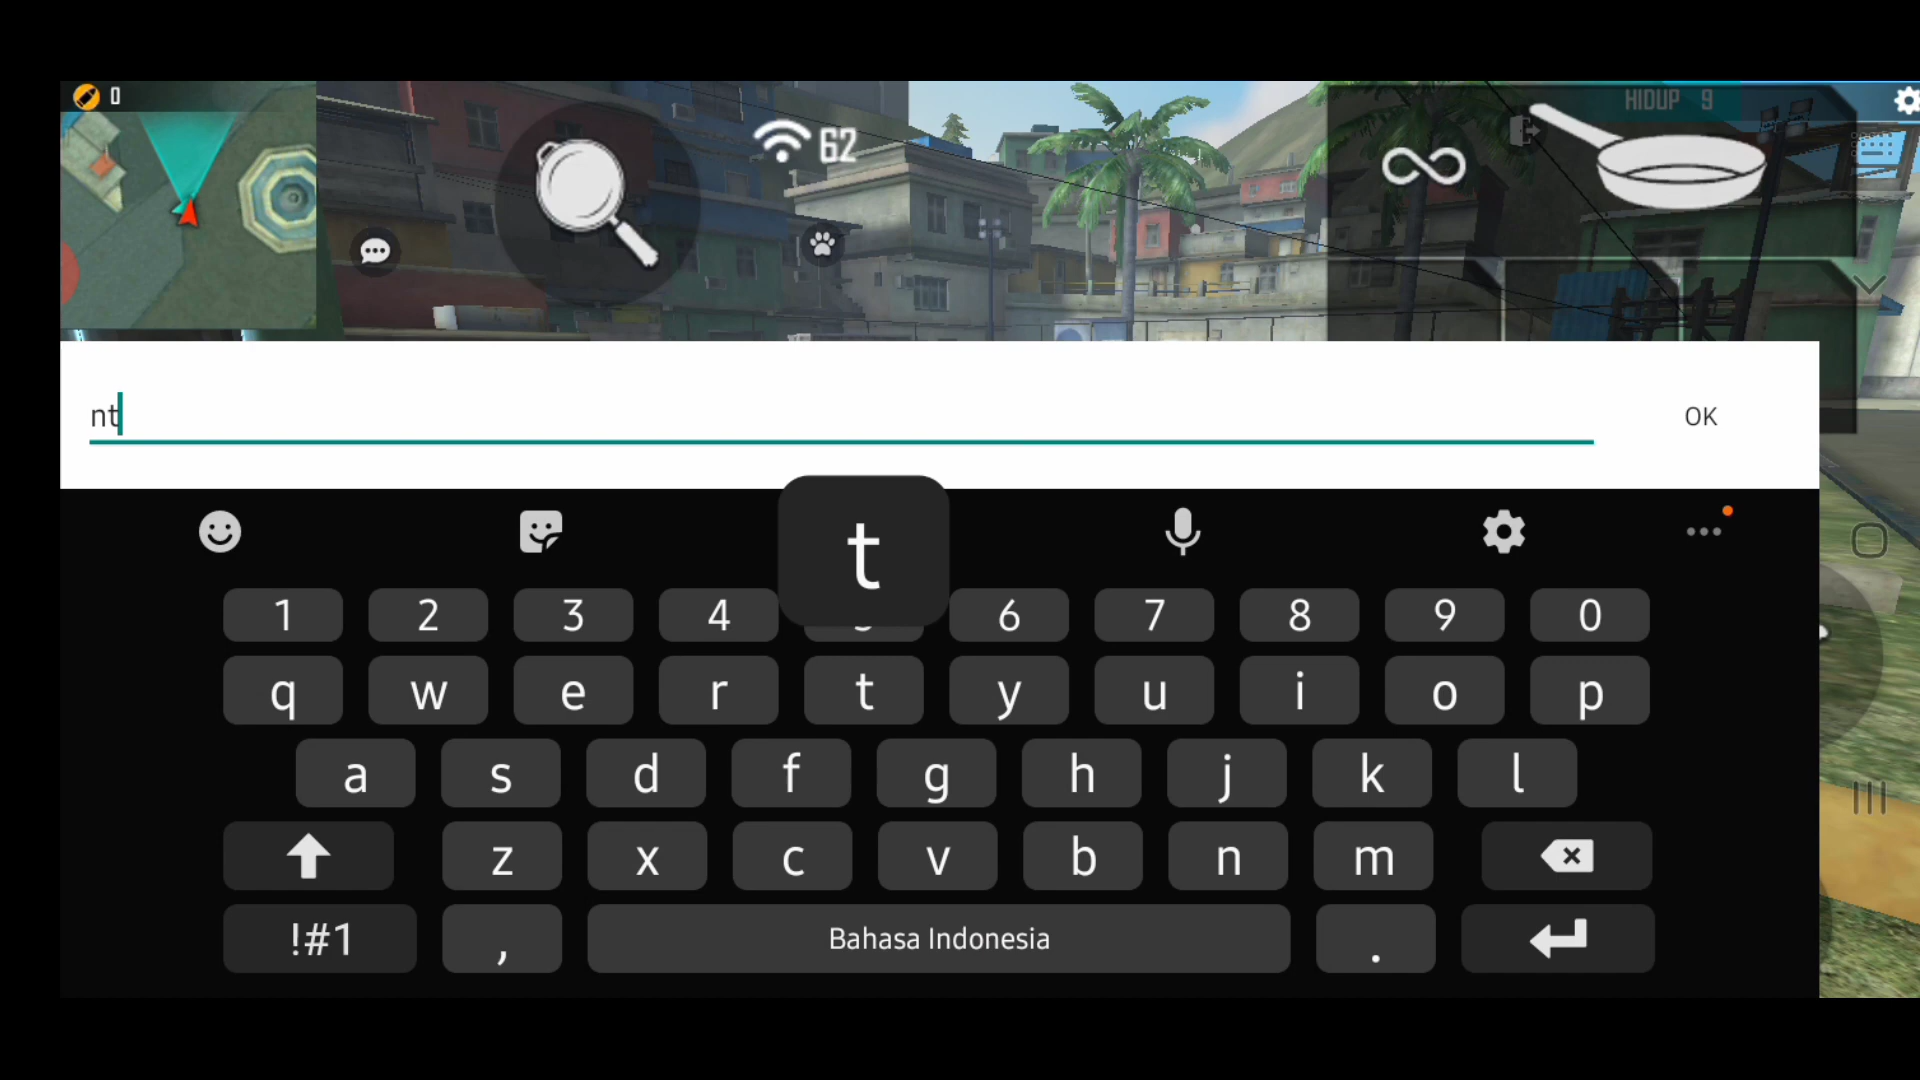 0
62
HIDUP 9
nt
OK
t
1 2 3 4 6 7 8 9 0
q w e r t y u i o p
a s d f g h j k l
z x c v b n m
!#1 , Bahasa Indonesia .